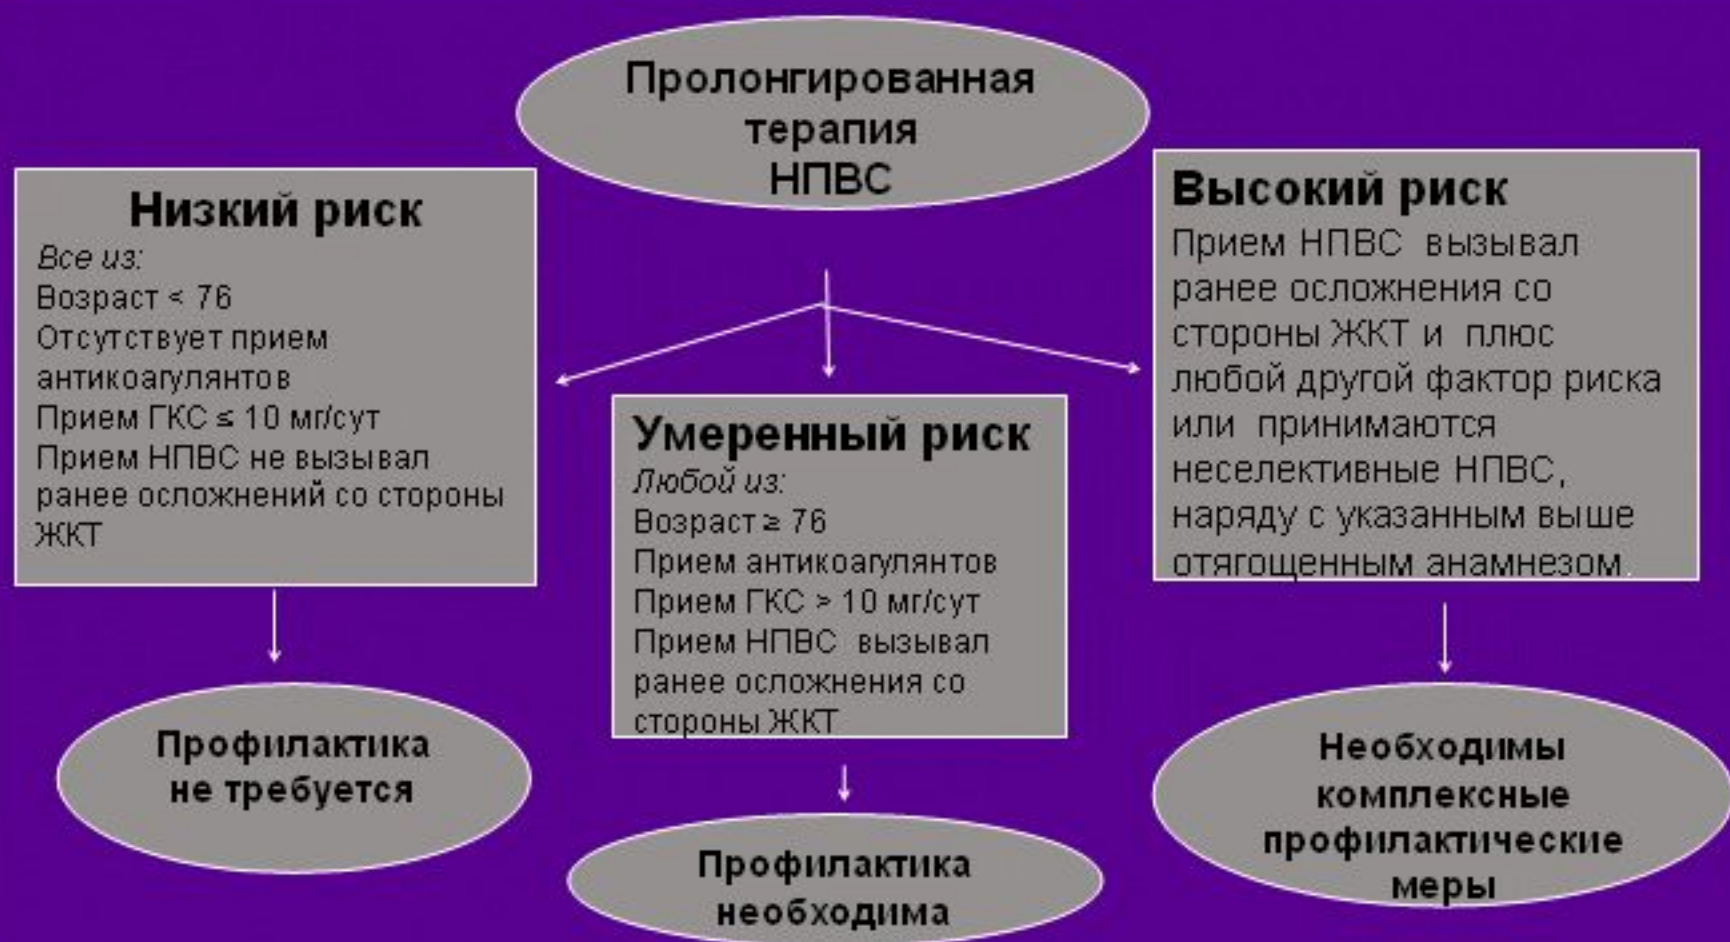 Пролонгированная
терапия
НПВС
Низкий риск
Все из:
Возраст < 76
Отсутствует прием
антикоагулянтов
Прием ГКС ≤ 10 мг/сут
Прием НПВС не вызывал
ранее осложнений со стороны
ЖКТ
Профилактика
не требуется
Умеренный риск
Любой из:
Возраст ≥ 76
Прием антикоагулянтов
Прием ГКС > 10 мг/сут
Прием НПВС вызывал
ранее осложнения со
стороны ЖКТ
Профилактика
необходима
Высокий риск
Прием НПВС вызывал
ранее осложнения со
стороны ЖКТ и плюс
любой другой фактор риска
или принимаются
неселективные НПВС,
наряду с указанным выше
отягощенным анамнезом.
Необходимы
комплексные
профилактические
меры